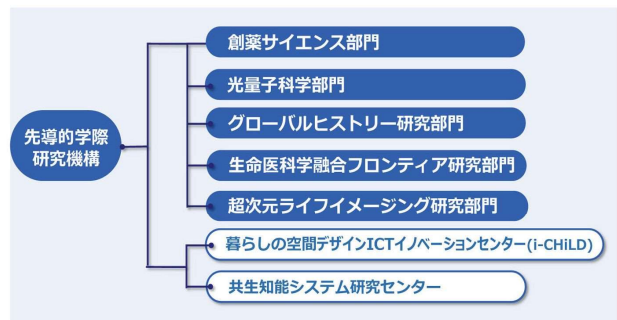 先導的学際
研究機構
創薬サイエンス部門
光量子科学部門
グローバルヒストリー研究部門
生命医科学融合フロンティア研究部門
超次元ライフイメージング研究部門
暮らしの空間デザインICTイノベーションセンター(i-CHiLD)
共生知能システム研究センター